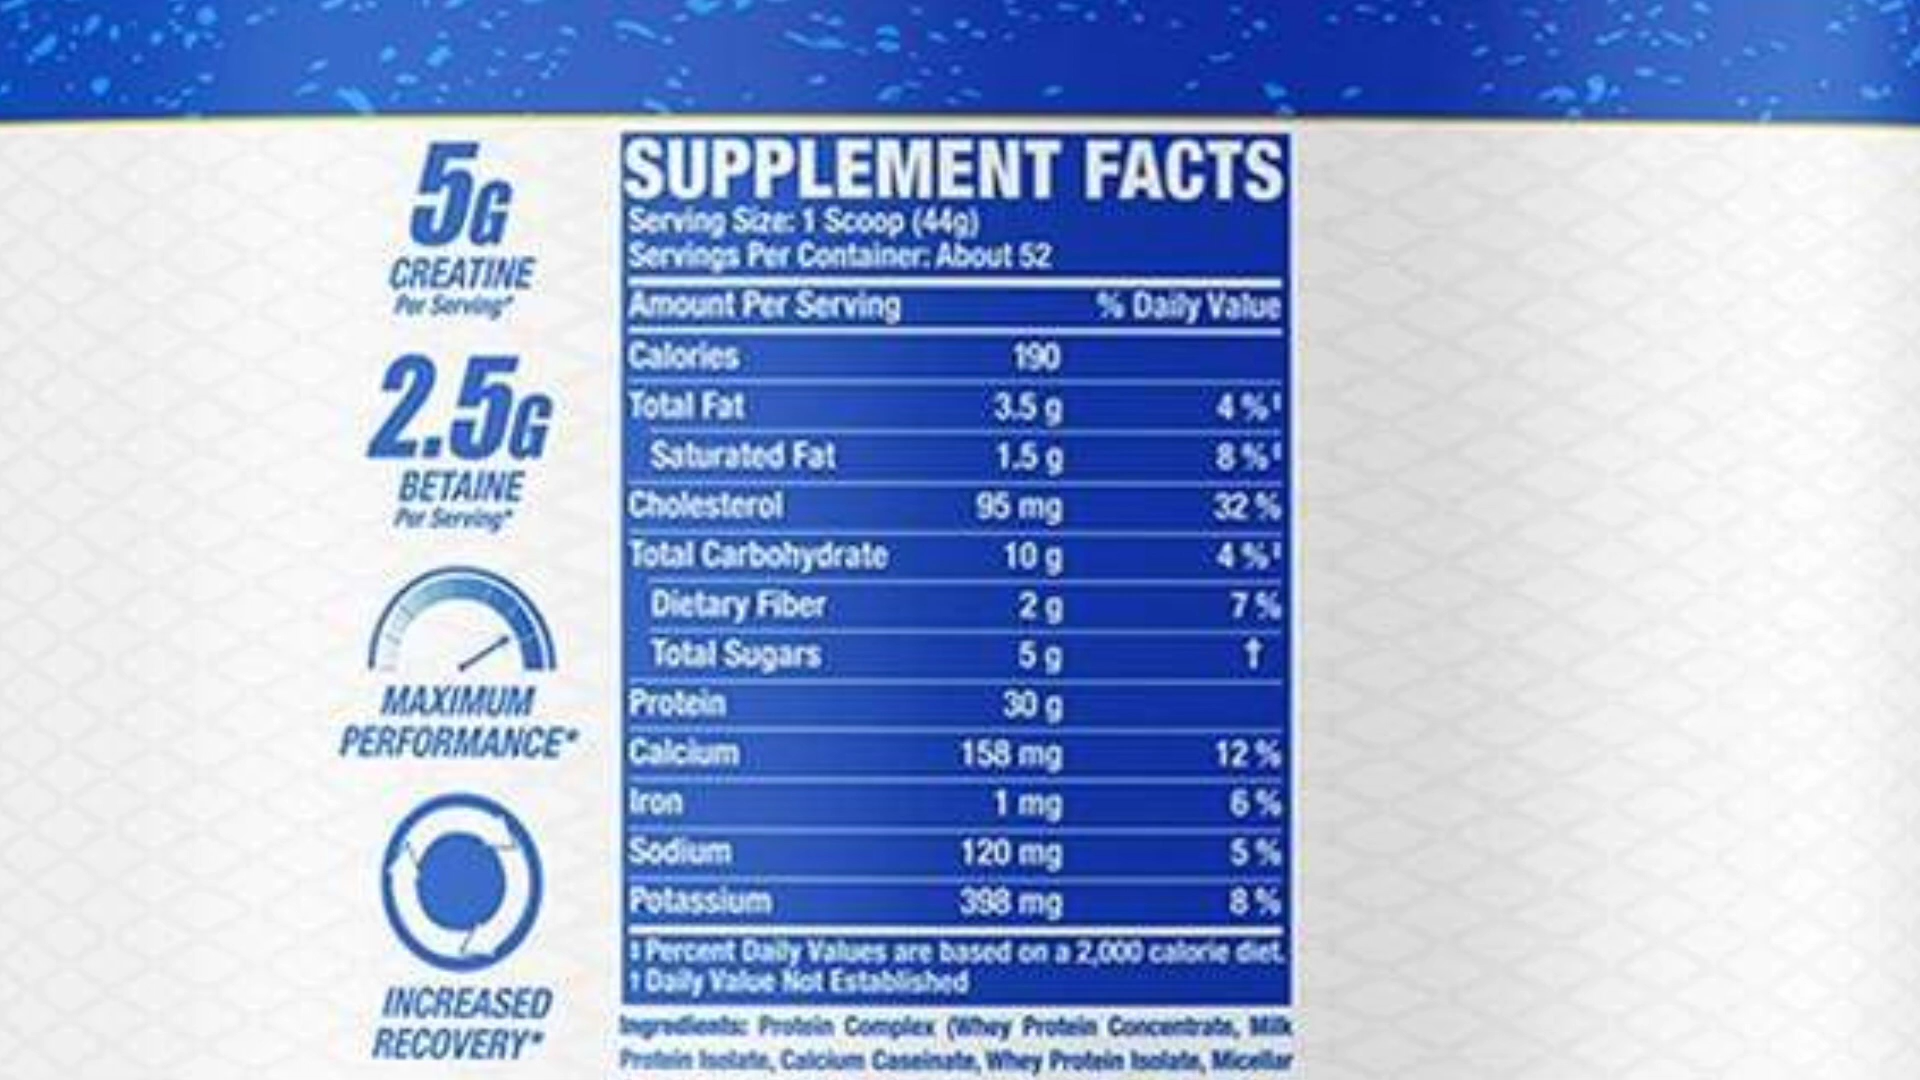 5G
CREATINE
Per Serving*
2.5G
BETAINE
Per Serving*
MAXIMUM
PERFORMANCE*
INCREASED
RECOVERY*
SUPPLEMENT FACTS
Serving Size: 1 Scoop (44g)
Servings Per Container: About 52
Amount Per Serving % Daily Value
Calories 190
Total Fat 3.5 g 4 %‡
Saturated Fat 1.5 g 8 %‡
Cholesterol 95 mg 32 %
Total Carbohydrate 10 g 4 %‡
Dietary Fiber 2 g 7 %
Total Sugars 5 g †
Protein 30 g
Calcium 158 mg 12 %
Iron 1 mg 6 %
Sodium 120 mg 5 %
Potassium 398 mg 8 %
‡ Percent Daily Values are based on a 2,000 calorie diet.
† Daily Value Not Established
Ingredients: Protein Complex (Whey Protein Concentrate, Milk
Protein Isolate, Calcium Caseinate, Whey Protein Isolate, Micellar